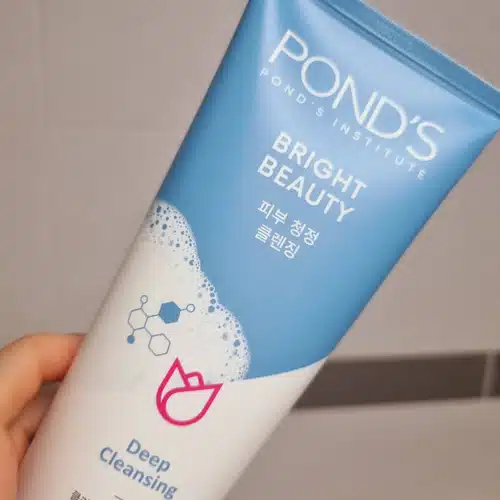 POND'S
POND'S INSTITUTE
BRIGHT
BEAUTY
피부 청정
클렌징
Deep
Cleansing